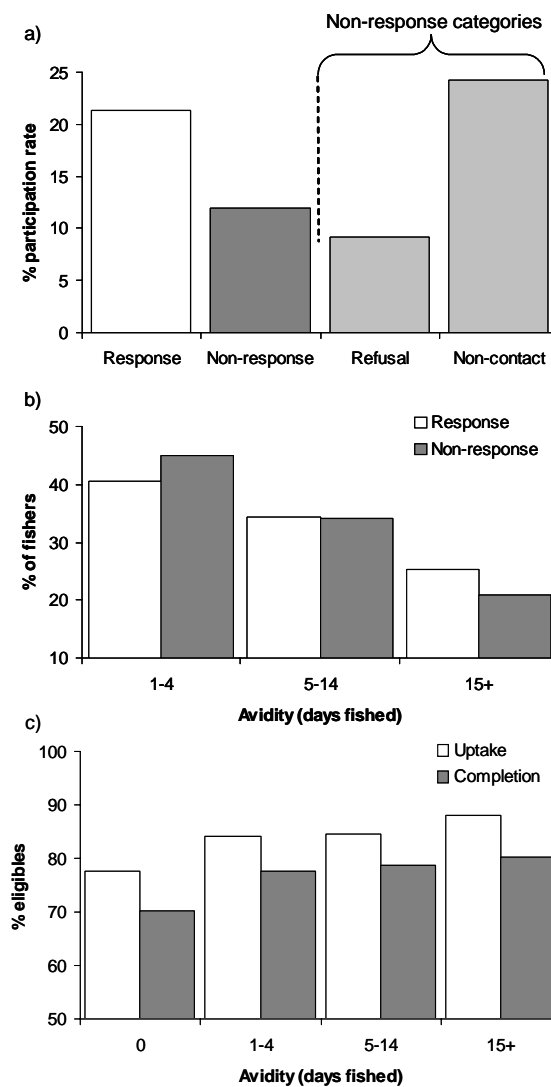 a)
Non-response categories
% participation rate
25
20
15
10
5
0
Response Non-response Refusal Non-contact
b)
Response
Non-response
% of fishers
50
40
30
20
10
1-4 5-14 15+
Avidity (days fished)
c)
Uptake
Completion
% eligibles
100
90
80
70
60
50
0 1-4 5-14 15+
Avidity (days fished)